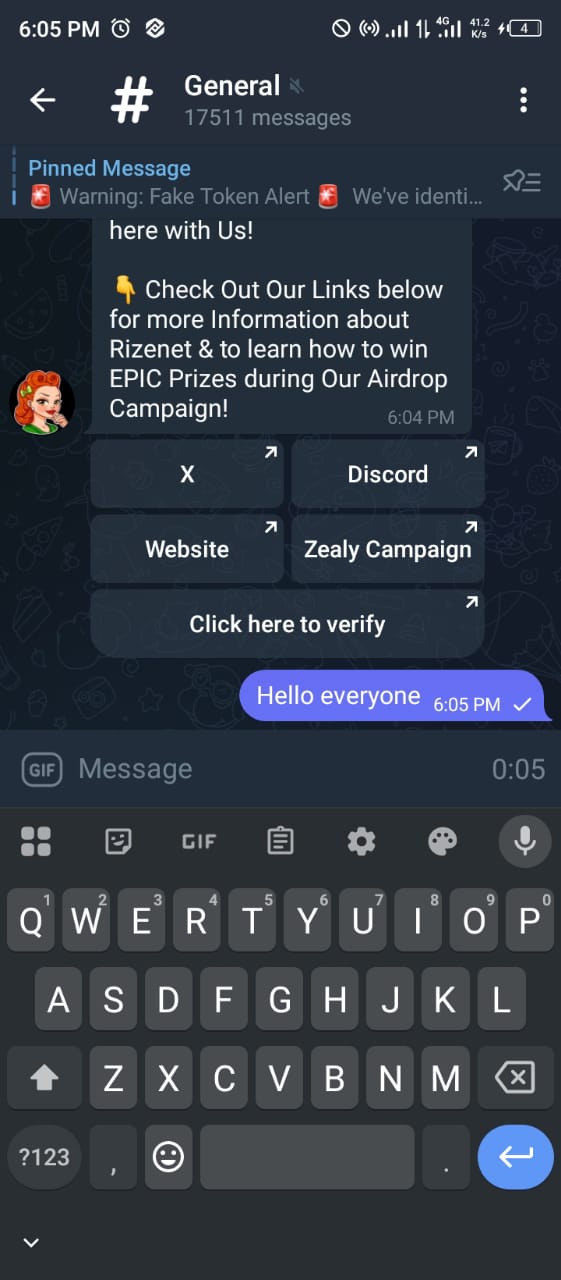 6:05 PM
4G 41.2 K/s 4
# General
17511 messages
Pinned Message
🚨 Warning: Fake Token Alert 🚨 We've identi...
here with Us!
👇 Check Out Our Links below
for more Information about
Rizenet & to learn how to win
EPIC Prizes during Our Airdrop
Campaign!
6:04 PM
X Discord
Website Zealy Campaign
Click here to verify
Hello everyone 6:05 PM
GIF Message 0:05
GIF
Q1 W2 E3 R4 T5 Y6 U7 I8 O9 P0
A S D F G H J K L
Z X C V B N M
?123 , .